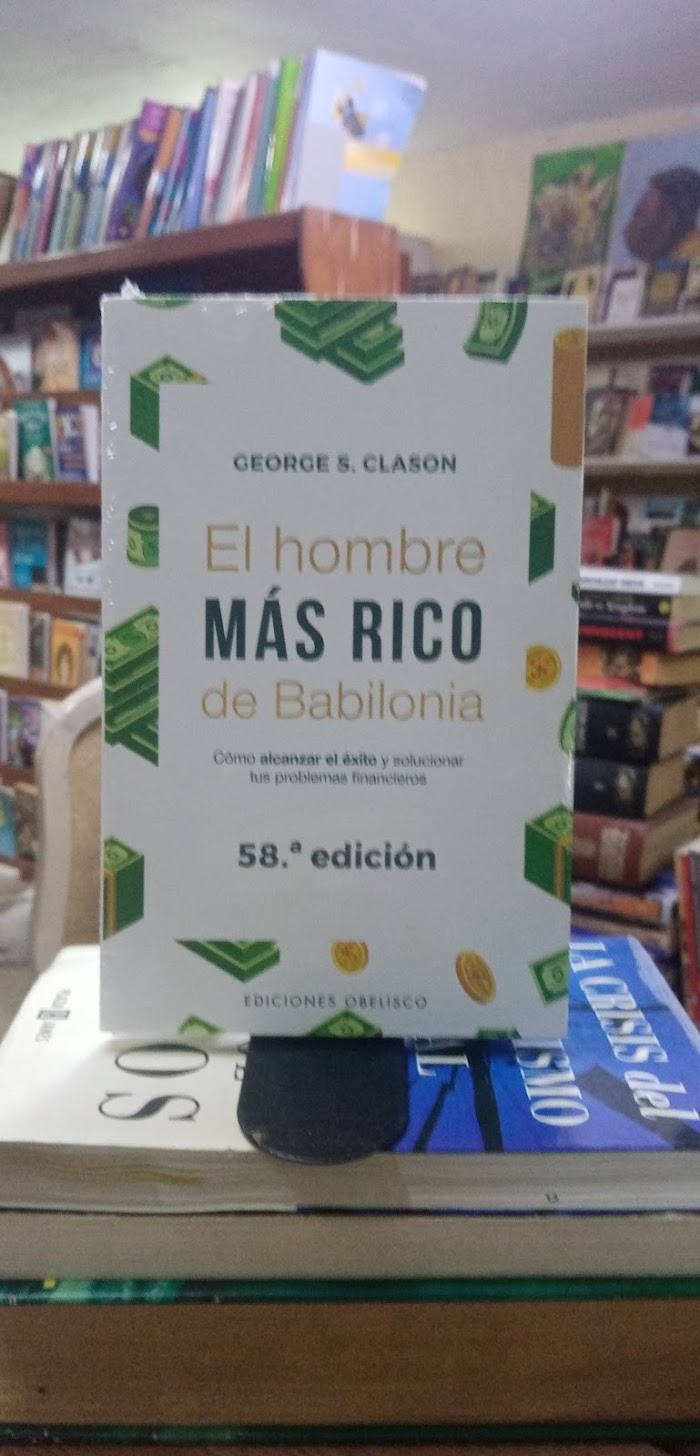 GEORGE S. CLASON
El hombre
MÁS RICO
de Babilonia
Cómo alcanzar el éxito y solucionar
tus problemas financieros
58.ª edición
EDICIONES OBELISCO
LA CRISIS del